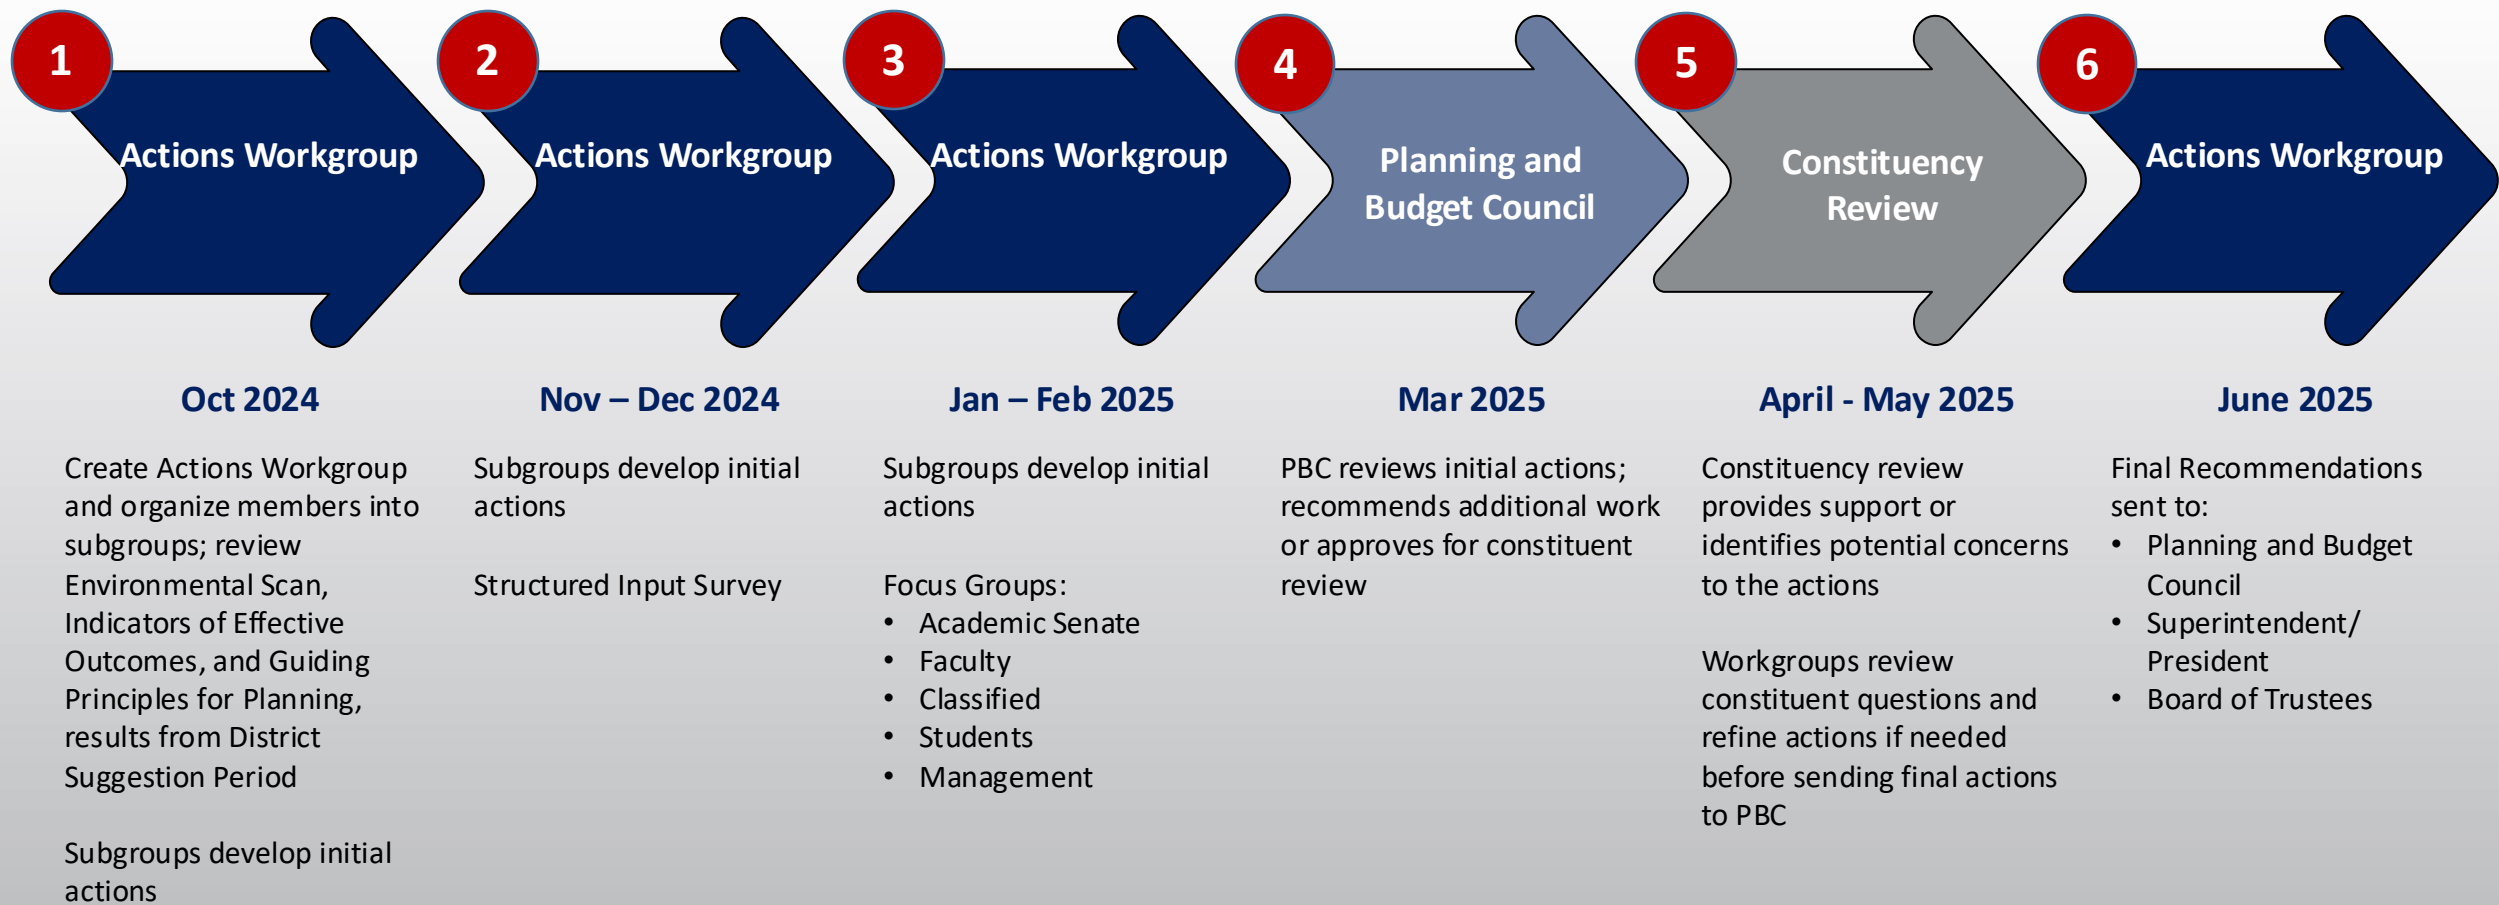 1
Actions Workgroup
Oct 2024
Create Actions Workgroup
and organize members into
subgroups; review
Environmental Scan,
Indicators of Effective
Outcomes, and Guiding
Principles for Planning,
results from District
Suggestion Period
Subgroups develop initial
actions
2
Actions Workgroup
Nov – Dec 2024
Subgroups develop initial
actions
Structured Input Survey
3
Actions Workgroup
Jan – Feb 2025
Subgroups develop initial
actions
Focus Groups:
• Academic Senate
• Faculty
• Classified
• Students
• Management
4
Planning and
Budget Council
Mar 2025
PBC reviews initial actions;
recommends additional work
or approves for constituent
review
5
Constituency
Review
April - May 2025
Constituency review
provides support or
identifies potential concerns
to the actions
Workgroups review
constituent questions and
refine actions if needed
before sending final actions
to PBC
6
Actions Workgroup
June 2025
Final Recommendations
sent to:
• Planning and Budget
Council
• Superintendent/
President
• Board of Trustees